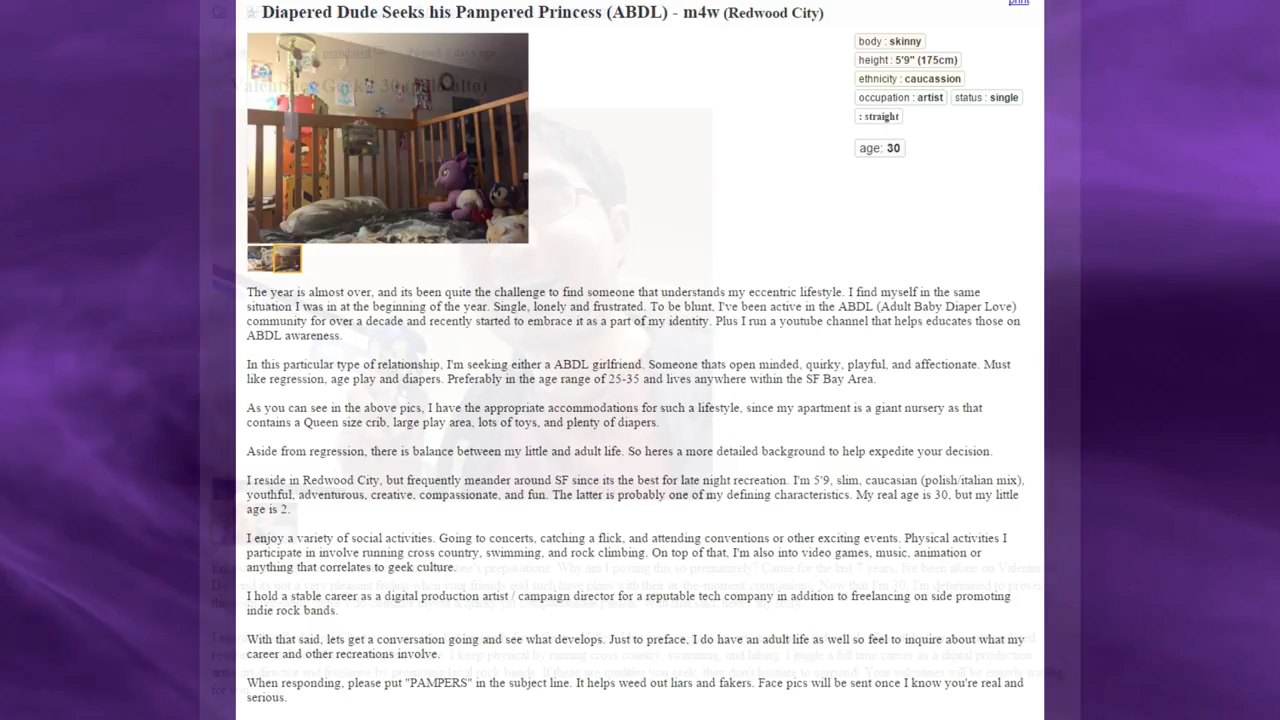 Diapered Dude Seeks his Pampered Princess (ABDL) - m4w (Redwood City)
print
body : skinny
height : 5'9" (175cm)
ethnicity : caucassion
occupation : artist
status : single
: straight
age: 30
The year is almost over, and its been quite the challenge to find someone that understands my eccentric lifestyle. I find myself in the same
situation I was in at the beginning of the year. Single, lonely and frustrated. To be blunt, I've been active in the ABDL (Adult Baby Diaper Love)
community for over a decade and recently started to embrace it as a part of my identity. Plus I run a youtube channel that helps educates those on
ABDL awareness.
In this particular type of relationship, I'm seeking either a ABDL girlfriend. Someone thats open minded, quirky, playful, and affectionate. Must
like regression, age play and diapers. Preferably in the age range of 25-35 and lives anywhere within the SF Bay Area.
As you can see in the above pics, I have the appropriate accommodations for such a lifestyle, since my apartment is a giant nursery as that
contains a Queen size crib, large play area, lots of toys, and plenty of diapers.
Aside from regression, there is balance between my little and adult life. So heres a more detailed background to help expedite your decision.
I reside in Redwood City, but frequently meander around SF since its the best for late night recreation. I'm 5'9, slim, caucasian (polish/italian mix),
youthful, adventurous, creative, compassionate, and fun. The latter is probably one of my defining characteristics. My real age is 30, but my little
age is 2.
I enjoy a variety of social activities. Going to concerts, catching a flick, and attending conventions or other exciting events. Physical activities I
participate in involve running cross country, swimming, and rock climbing. On top of that, I'm also into video games, music, animation or
anything that correlates to geek culture.
I hold a stable career as a digital production artist / campaign director for a reputable tech company in addition to freelancing on side promoting
indie rock bands.
With that said, lets get a conversation going and see what develops. Just to preface, I do have an adult life as well so feel to inquire about what my
career and other recreations involve.
When responding, please put "PAMPERS" in the subject line. It helps weed out liars and fakers. Face pics will be sent once I know you're real and
serious.